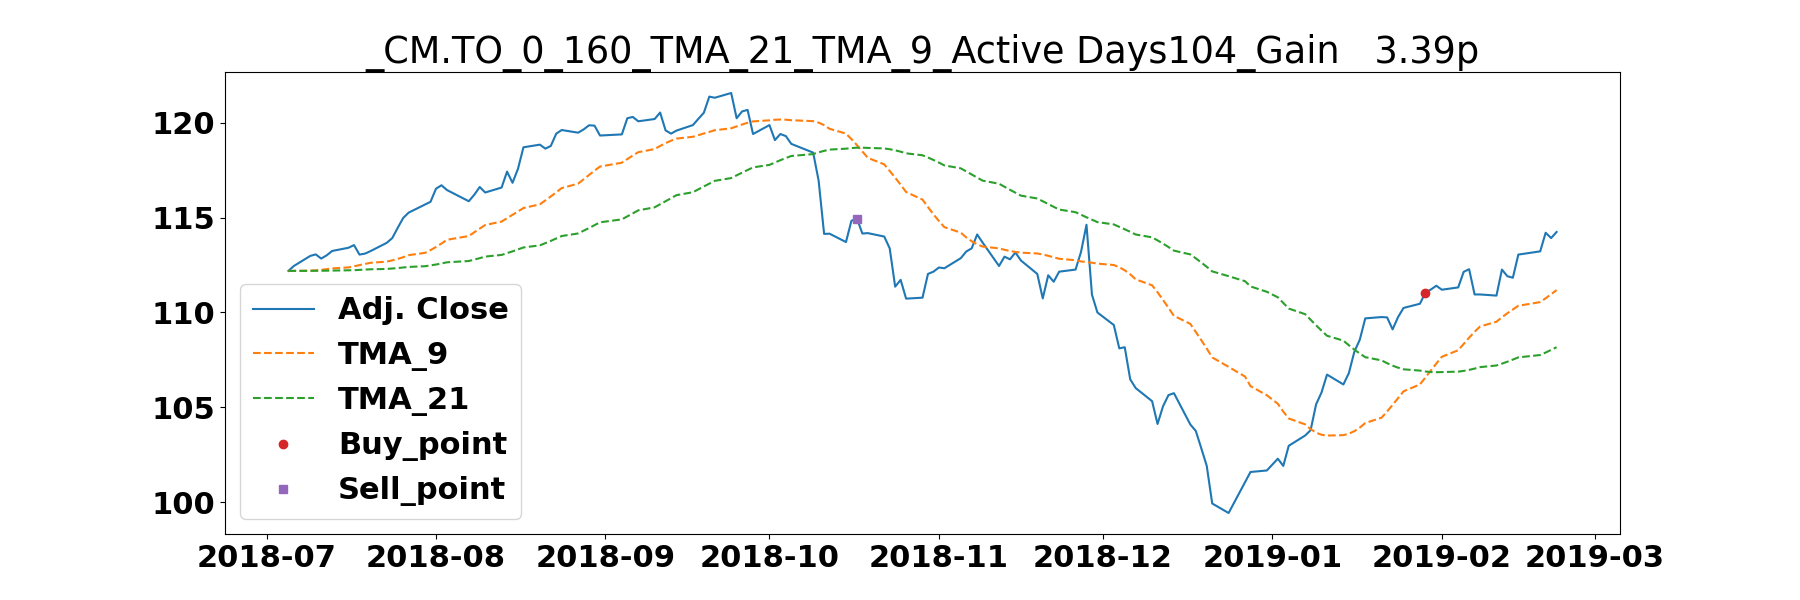 _CM.TO_0_160_TMA_21_TMA_9_Active Days104_Gain   3.39p
120
115
110
105
100
Adj. Close
TMA_9
TMA_21
Buy_point
Sell_point
2018-07 2018-08 2018-09 2018-10 2018-11 2018-12 2019-01 2019-02 2019-03